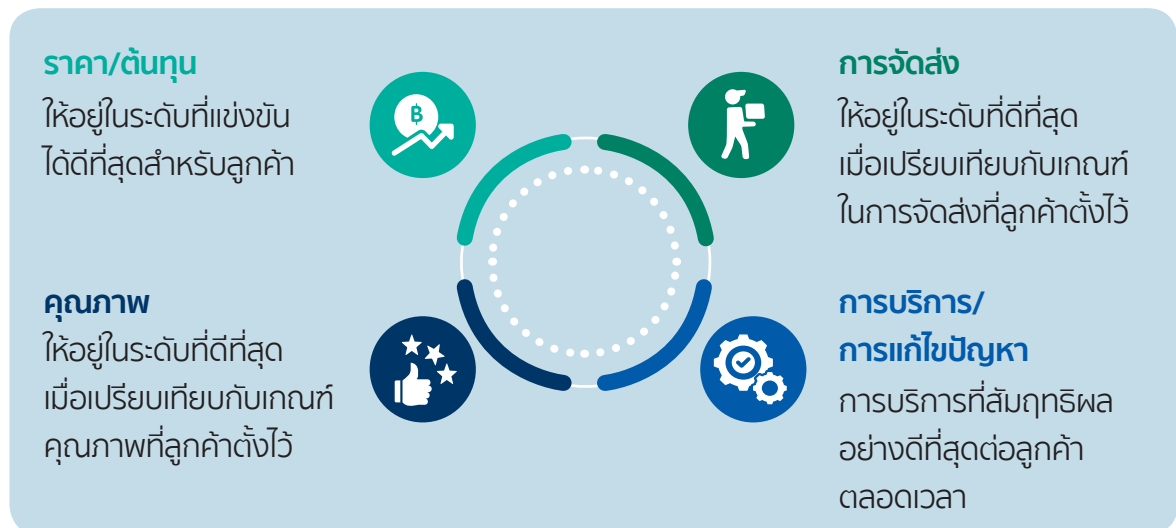 ราคา/ต้นทุน
ให้อยู่ในระดับที่แข่งขัน
ได้ดีที่สุดสำหรับลูกค้า
฿
การจัดส่ง
ให้อยู่ในระดับที่ดีที่สุด
เมื่อเปรียบเทียบกับเกณฑ์
ในการจัดส่งที่ลูกค้าตั้งไว้
คุณภาพ
ให้อยู่ในระดับที่ดีที่สุด
เมื่อเปรียบเทียบกับเกณฑ์
คุณภาพที่ลูกค้าตั้งไว้
การบริการ/
การแก้ไขปัญหา
การบริการที่สัมฤทธิผล
อย่างดีที่สุดต่อลูกค้า
ตลอดเวลา